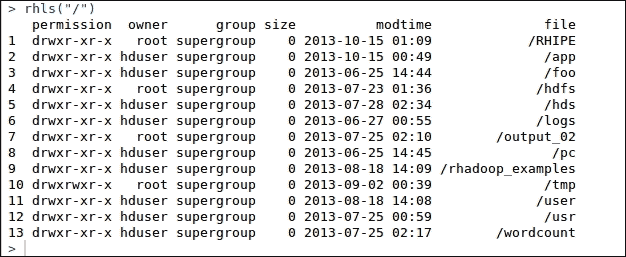 > rhls("/")
   permission  owner      group size          modtime              file
1  drwxr-xr-x   root supergroup    0 2013-10-15 01:09            /RHIPE
2  drwxr-xr-x hduser supergroup    0 2013-10-15 00:49              /app
3  drwxr-xr-x hduser supergroup    0 2013-06-25 14:44              /foo
4  drwxr-xr-x   root supergroup    0 2013-07-23 01:36             /hdfs
5  drwxr-xr-x hduser supergroup    0 2013-07-28 02:34              /hds
6  drwxr-xr-x hduser supergroup    0 2013-06-27 00:55             /logs
7  drwxr-xr-x   root supergroup    0 2013-07-25 02:10        /output_02
8  drwxr-xr-x hduser supergroup    0 2013-06-25 14:45               /pc
9  drwxr-xr-x hduser supergroup    0 2013-08-18 14:09 /rhadoop_examples
10 drwxrwxr-x   root supergroup    0 2013-09-02 00:39              /tmp
11 drwxr-xr-x hduser supergroup    0 2013-08-18 14:08             /user
12 drwxr-xr-x hduser supergroup    0 2013-07-25 00:59              /usr
13 drwxr-xr-x hduser supergroup    0 2013-07-25 02:17        /wordcount
>